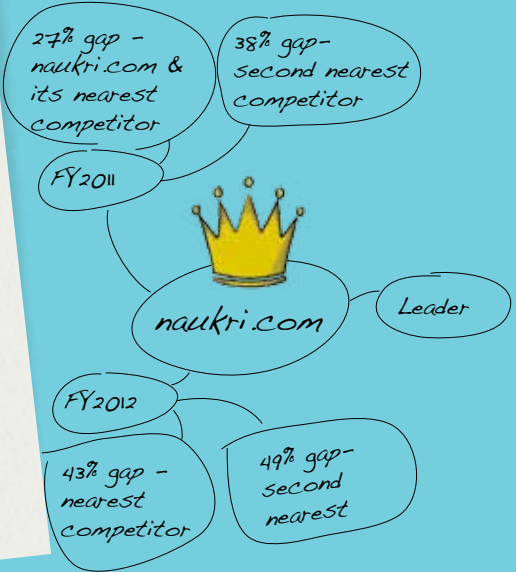 27% gap -
naukri.com &
its nearest
competitor
38% gap-
second nearest
competitor
FY2011
naukri.com
Leader
FY2012
43% gap -
nearest
competitor
49% gap-
second
nearest